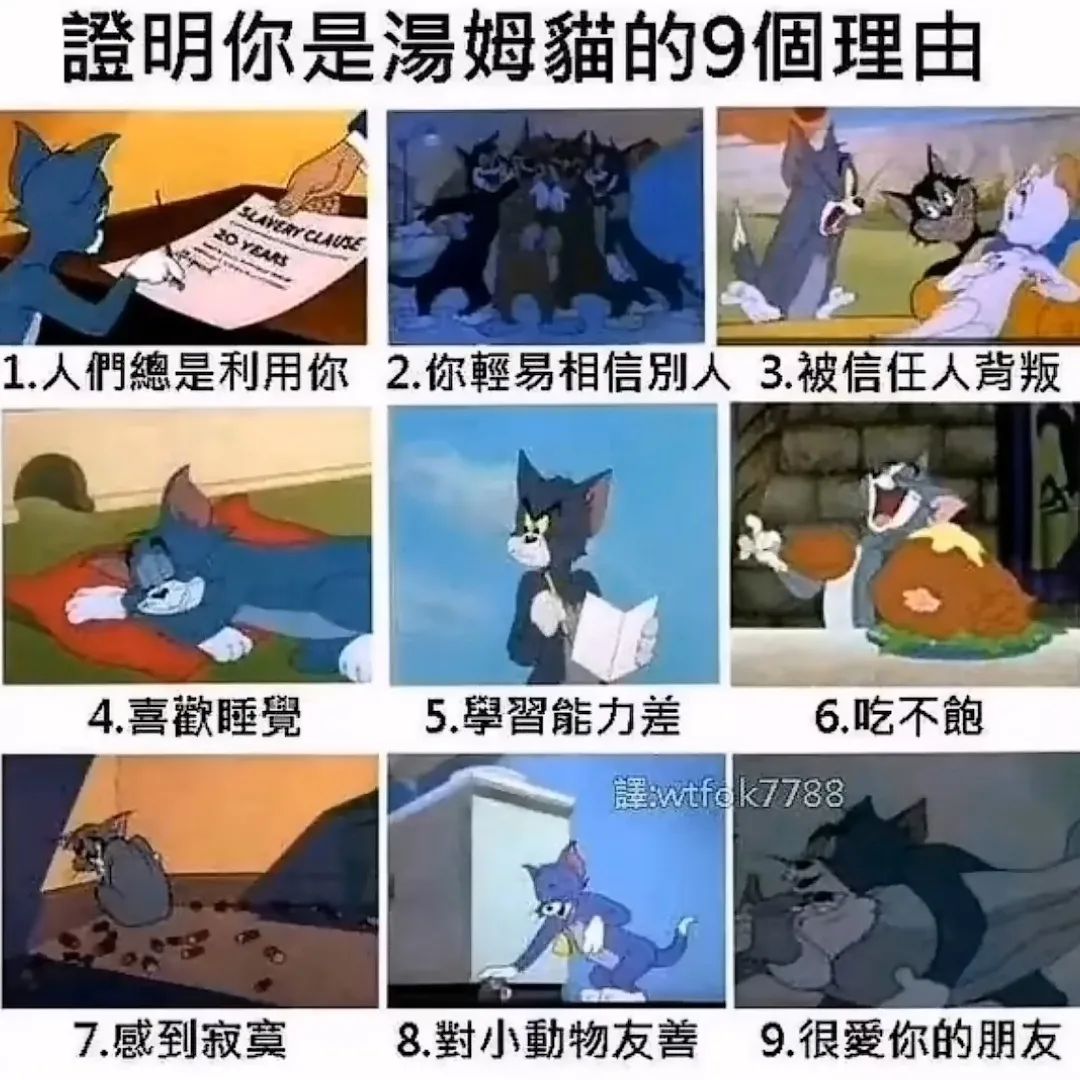 證明你是湯姆貓的9個理由
SLAVERY CLAUSE
20 YEARS
1.人們總是利用你
2.你輕易相信別人
3.被信任人背叛
4.喜歡睡覺
5.學習能力差
6.吃不飽
譯:wtfok7788
7.感到寂寞
8.對小動物友善
9.很愛你的朋友